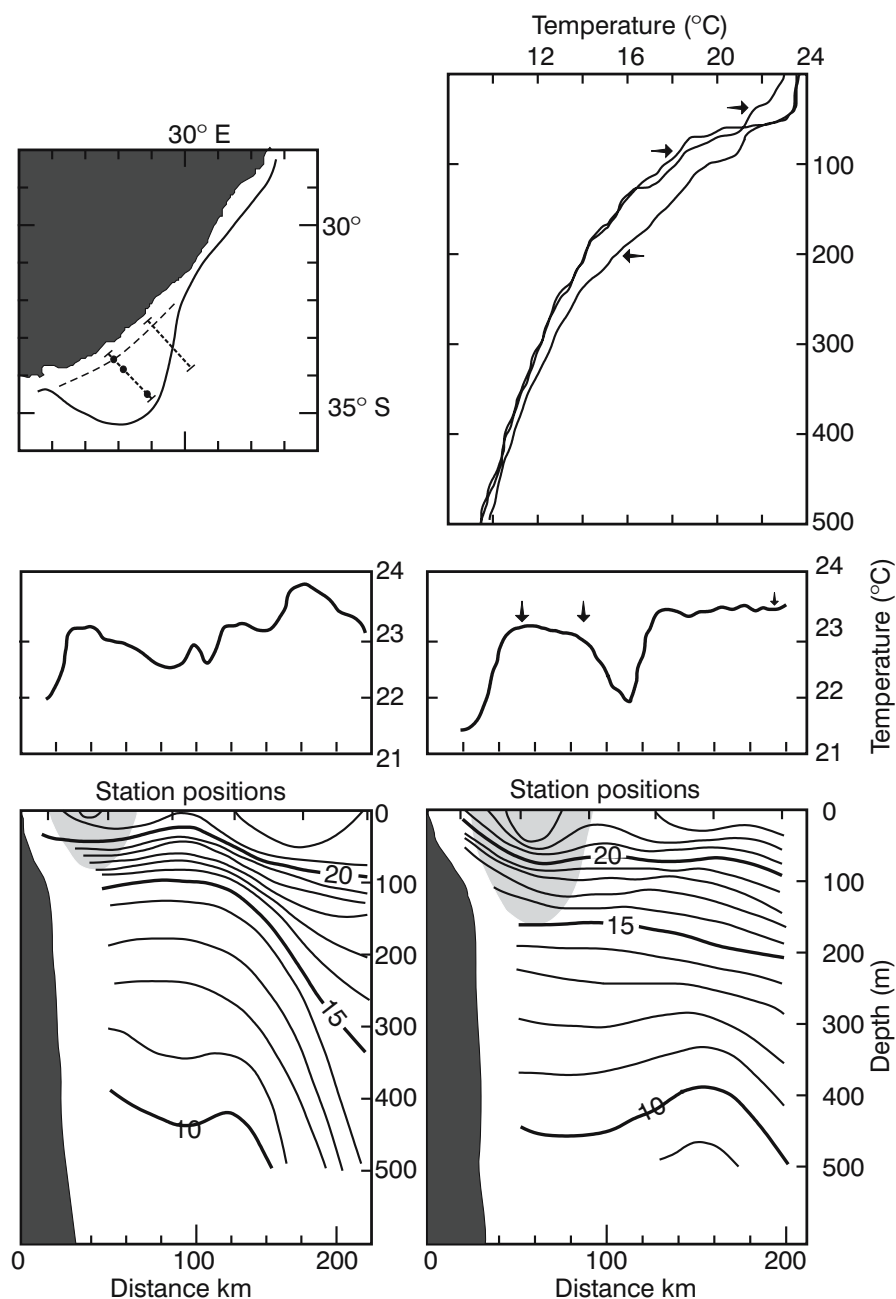 Temperature (°C)
12 16 20 24
100
200
300
400
500
30° E
30°
35° S
24
23
22
21
24
23
22
21
Temperature (°C)
Station positions
0
20
100
200
15
300
400
10
500
0 100 200
Distance km
Station positions
0
20
100
15
200
300
400
10
500
Depth (m)
0 100 200
Distance km